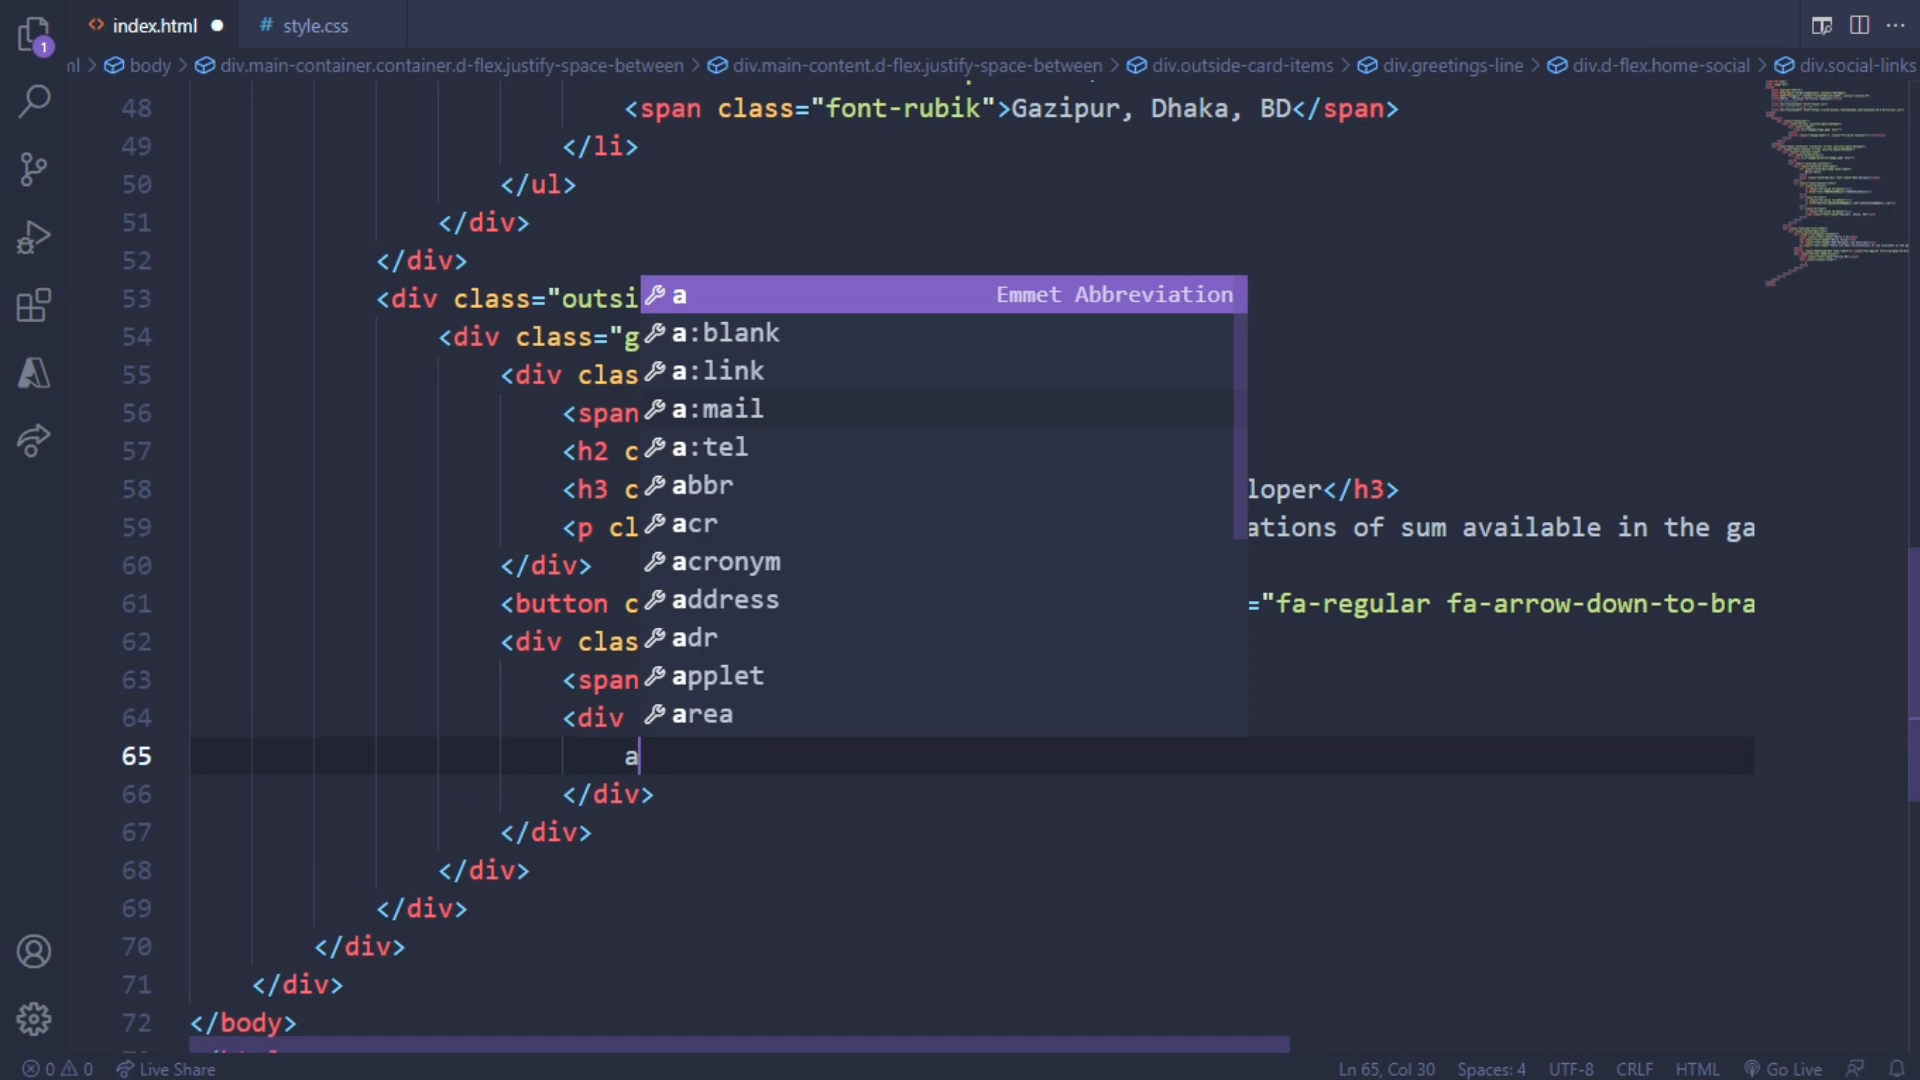 index.html
# style.css
1
ml > body > div.main-container.container.d-flex.justify-space-between > div.main-content.d-flex.justify-space-between > div.outside-card-items > div.greetings-line > div.d-flex.home-social > div.social-links
48 <span class="font-rubik">Gazipur, Dhaka, BD</span>
49 </li>
50 </ul>
51 </div>
52 </div>
53 <div class="outsi
54 <div class="g
55 <div clas
56 <span
57 <h2 c
58 <h3 c loper</h3>
59 <p cl ations of sum available in the ga
60 </div>
61 <button c ="fa-regular fa-arrow-down-to-bra
62 <div clas
63 <span
64 <div
65 a
66 </div>
67 </div>
68 </div>
69 </div>
70 </div>
71 </div>
72 </body>
a Emmet Abbreviation
a:blank
a:link
a:mail
a:tel
abbr
acr
acronym
address
adr
applet
area
0 0 Live Share Ln 65, Col 30 Spaces: 4 UTF-8 CRLF HTML Go Live